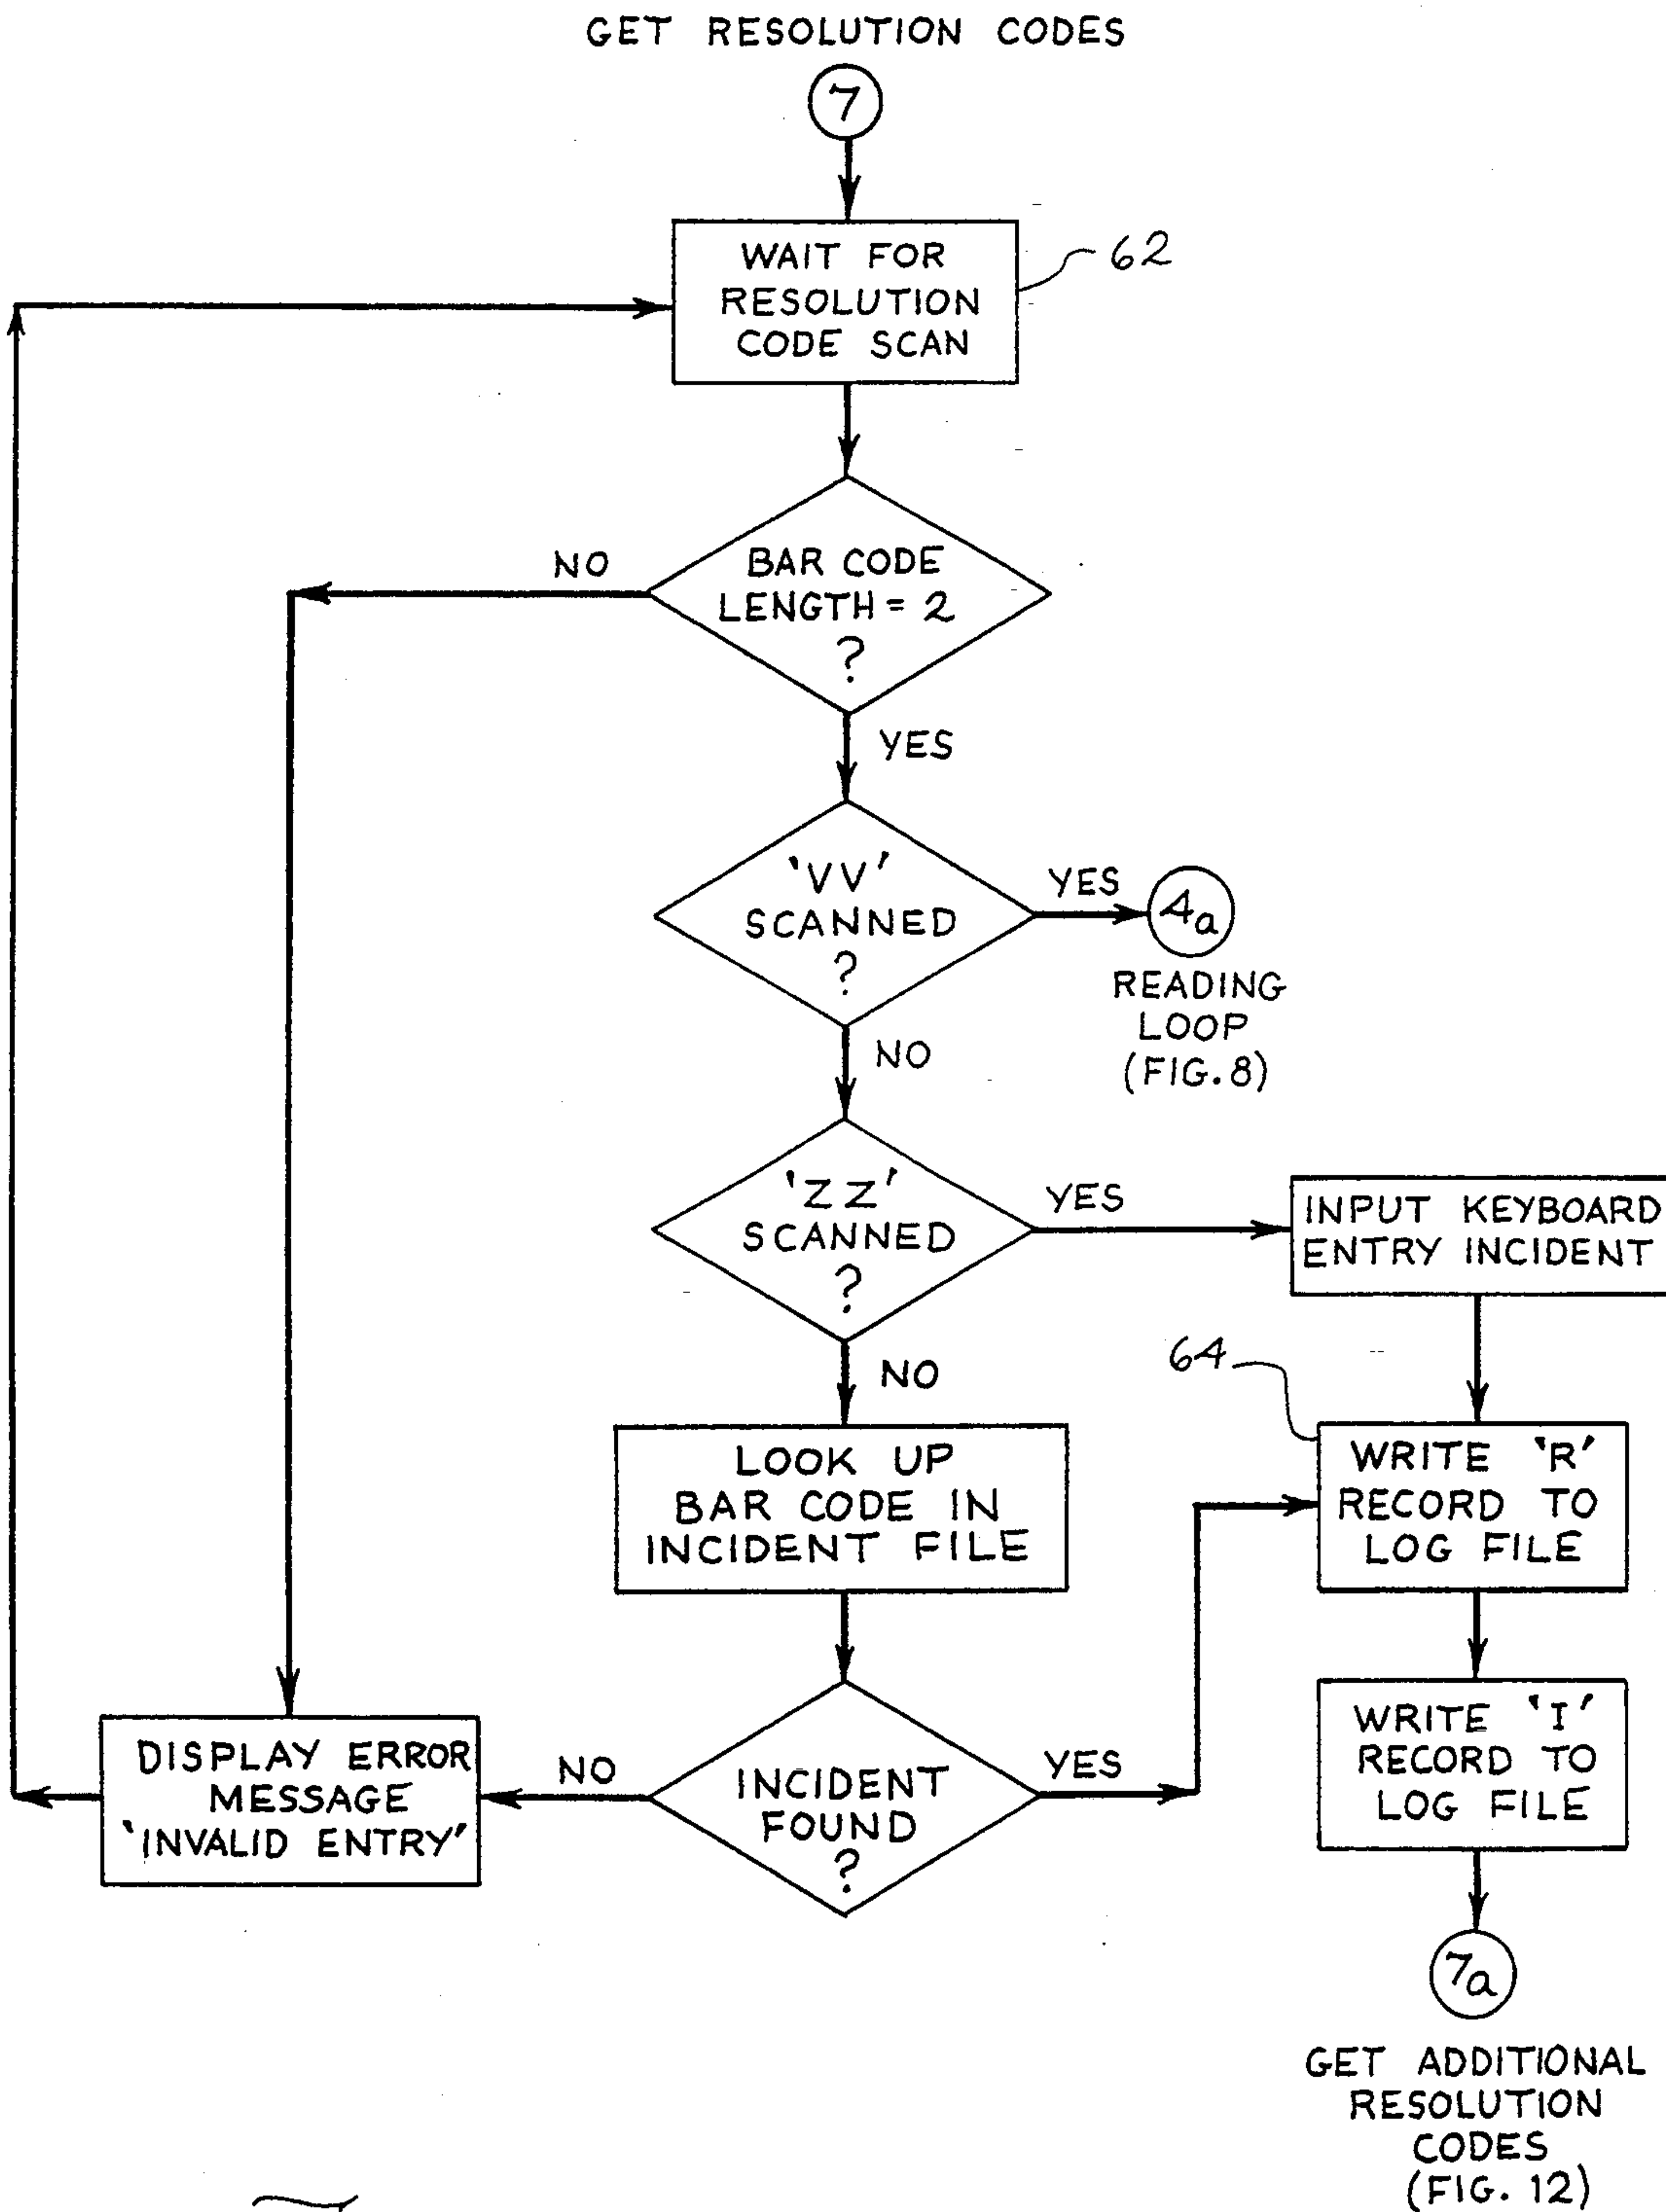 GET RESOLUTION CODES
7
WAIT FOR
RESOLUTION
CODE SCAN
62
BAR CODE
LENGTH = 2
?
NO
YES
'VV'
SCANNED
?
YES
4a
READING
LOOP
(FIG. 8)
NO
'ZZ'
SCANNED
?
YES
INPUT KEYBOARD
ENTRY INCIDENT
NO
64
LOOK UP
BAR CODE IN
INCIDENT FILE
WRITE 'R'
RECORD TO
LOG FILE
WRITE 'I'
RECORD TO
LOG FILE
INCIDENT
FOUND
?
YES
NO
DISPLAY ERROR
MESSAGE
'INVALID ENTRY'
7a
GET ADDITIONAL
RESOLUTION
CODES
(FIG. 12)